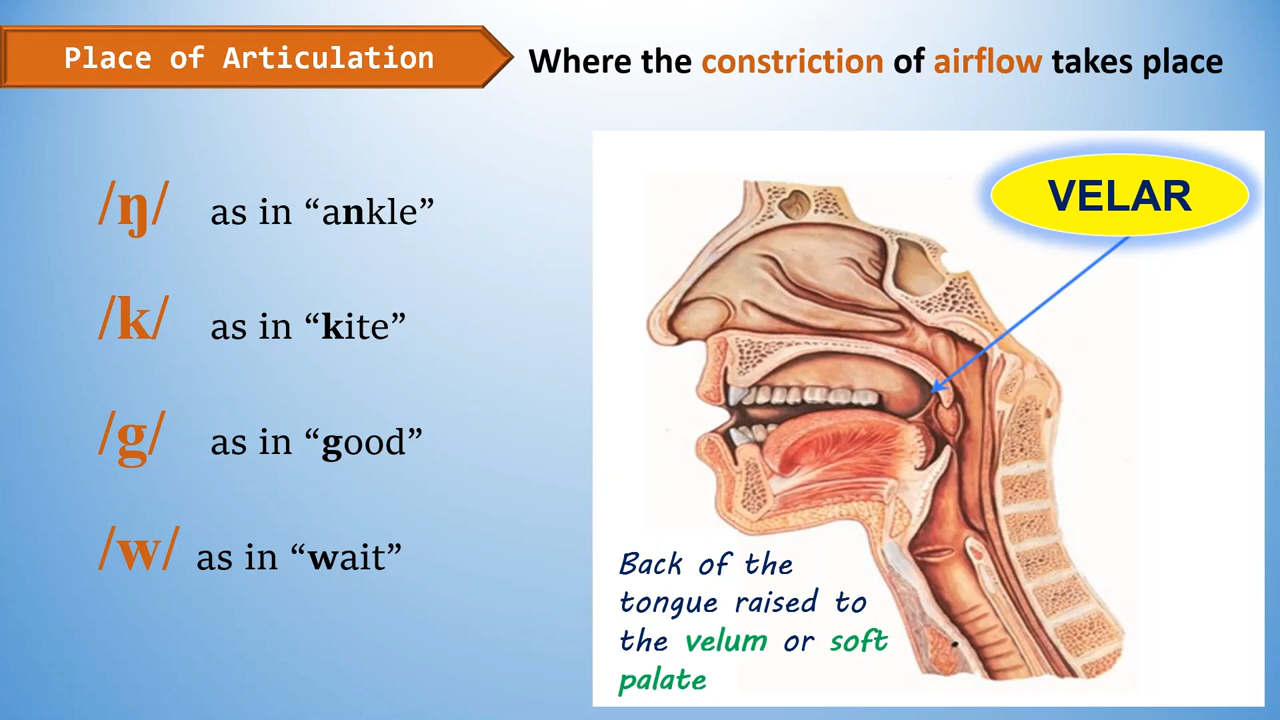 Place of Articulation
Where the constriction of airflow takes place
/ŋ/ as in “ankle”
/k/ as in “kite”
/g/ as in “good”
/w/ as in “wait”
VELAR
Back of the
tongue raised to
the velum or soft
palate